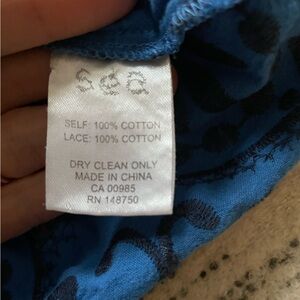 sea
SELF: 100% COTTON
LACE: 100% COTTON
DRY CLEAN ONLY
MADE IN CHINA
CA 00985
RN 148750